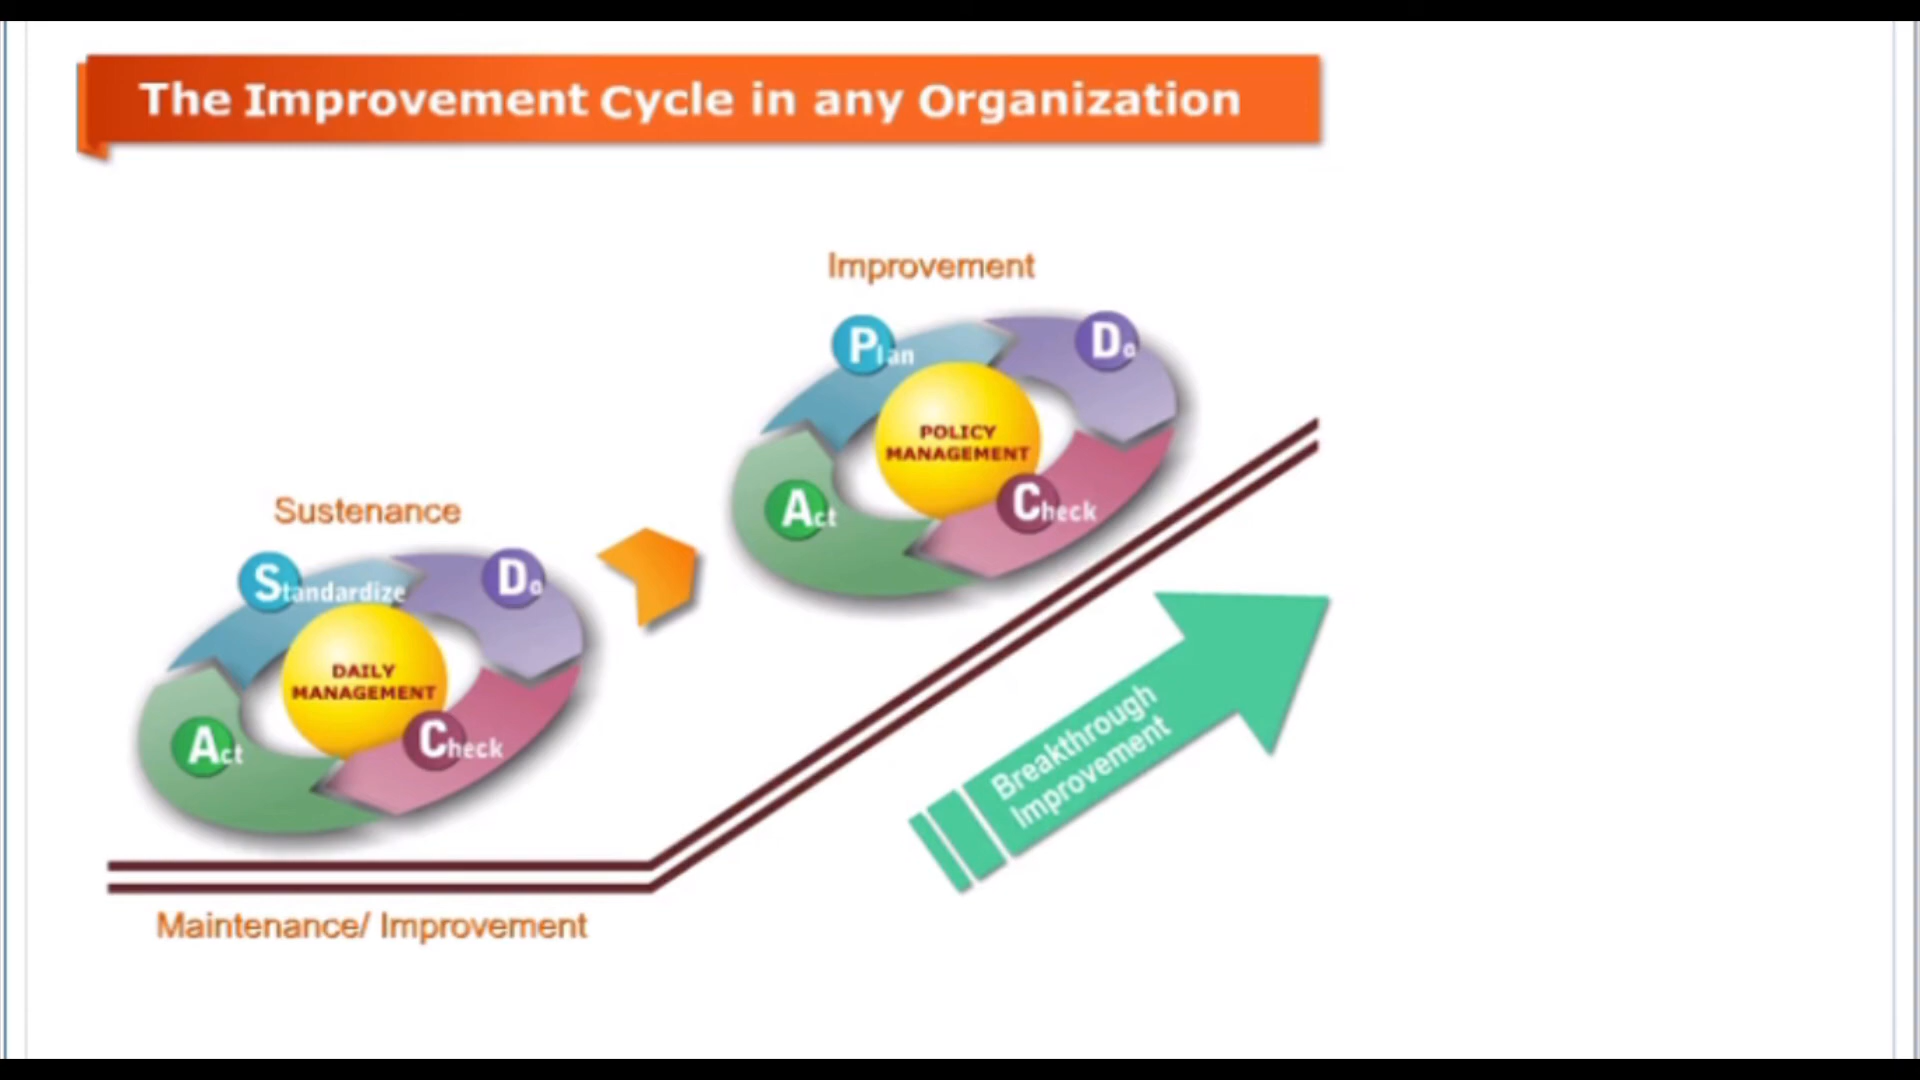 The Improvement Cycle in any Organization
Improvement
Plan
Do
POLICY
MANAGEMENT
Act
Check
Sustenance
Standardize
Do
DAILY
MANAGEMENT
Act
Check
Breakthrough
Improvement
Maintenance/ Improvement